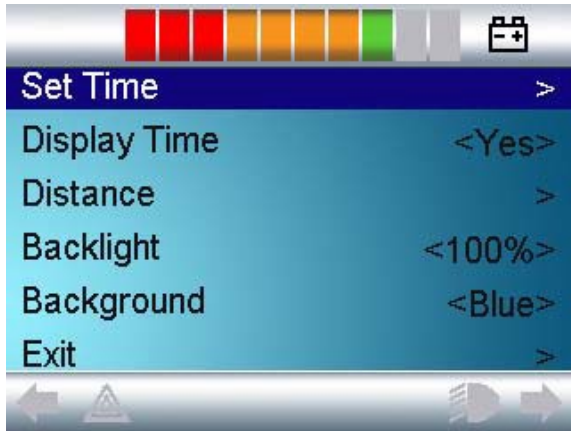 Set Time >
Display Time <Yes>
Distance >
Backlight <100%>
Background <Blue>
Exit >